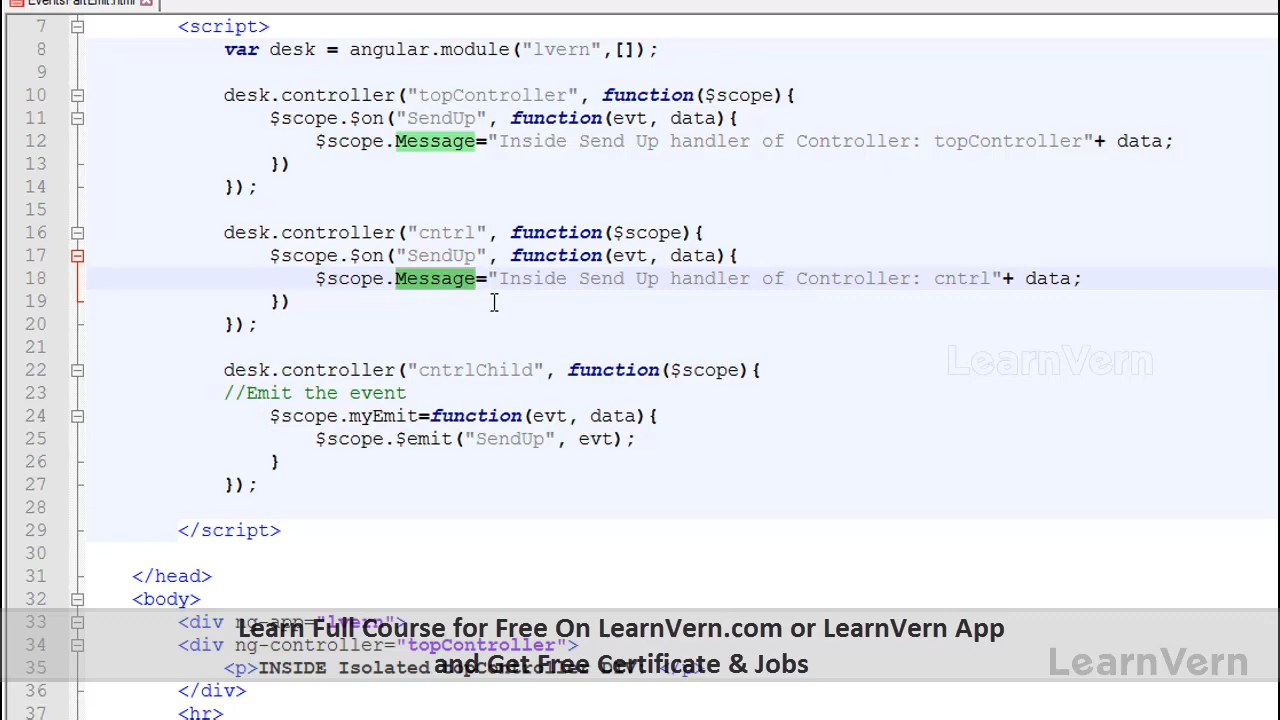 EventsPartEmit.html
7 <script>
8 var desk = angular.module("lvern",[]);
9
10 desk.controller("topController", function($scope){
11 $scope.$on("SendUp", function(evt, data){
12 $scope.Message="Inside Send Up handler of Controller: topController"+ data;
13 })
14 });
15
16 desk.controller("cntrl", function($scope){
17 $scope.$on("SendUp", function(evt, data){
18 $scope.Message="Inside Send Up handler of Controller: cntrl"+ data;
19 })
20 });
21
22 desk.controller("cntrlChild", function($scope){
23 //Emit the event
24 $scope.myEmit=function(evt, data){
25 $scope.$emit("SendUp", evt);
26 }
27 });
28
29 </script>
30
31 </head>
32 <body>
33 <div ng-app="lvern">
34 <div ng-controller="topController">
35 <p>INSIDE Isolated topController DIV! </p>
36 </div>
37 <hr>
LearnVern
Learn Full Course for Free On LearnVern.com or LearnVern App
and Get Free Certificate & Jobs
LearnVern